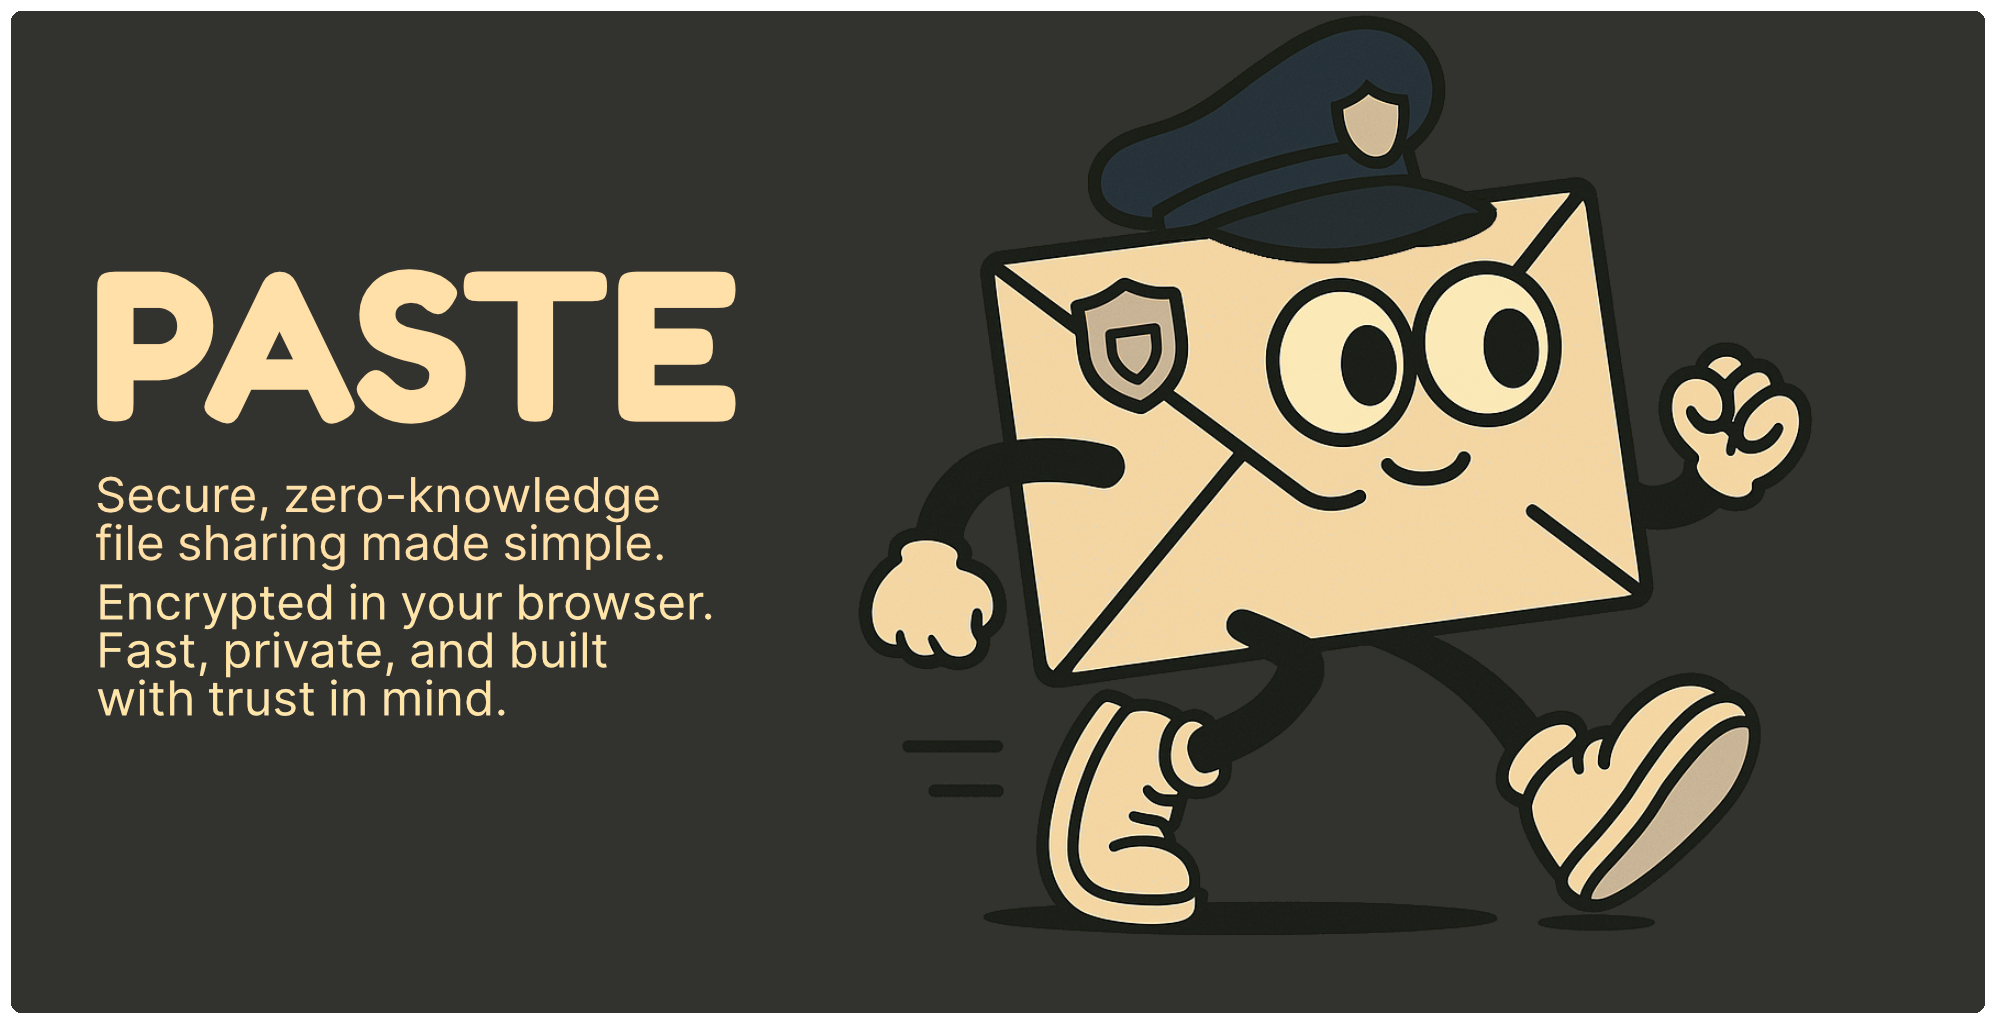 PASTE
Secure, zero-knowledge
file sharing made simple.
Encrypted in your browser.
Fast, private, and built
with trust in mind.